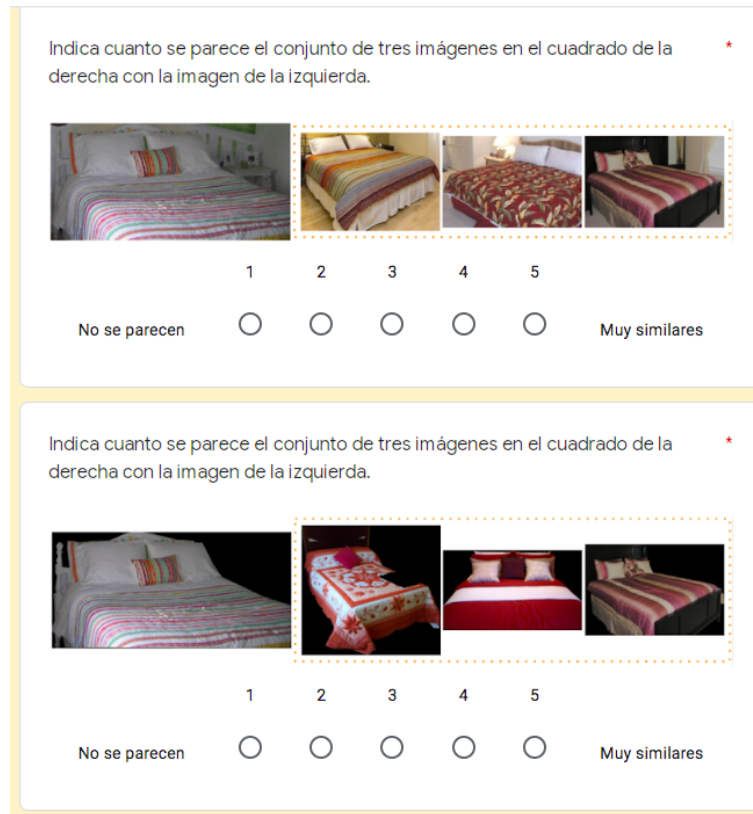 Indica cuanto se parece el conjunto de tres imágenes en el cuadrado de la *
derecha con la imagen de la izquierda.
1 2 3 4 5
No se parecen Muy similares
Indica cuanto se parece el conjunto de tres imágenes en el cuadrado de la *
derecha con la imagen de la izquierda.
1 2 3 4 5
No se parecen Muy similares